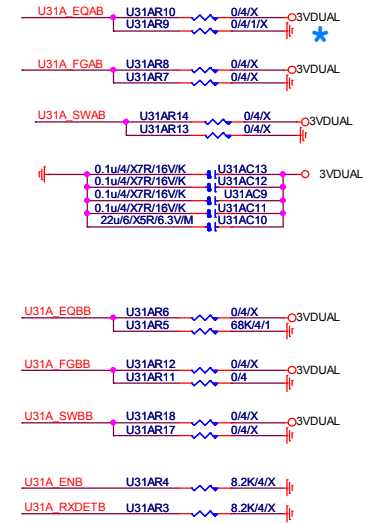 U31A_EQAB U31AR10 0/4/X 3VDUAL
U31AR9 0/4/1/X
U31A_FGAB U31AR8 0/4/X 3VDUAL
U31AR7 0/4/X
U31A_SWAB U31AR14 0/4/X 3VDUAL
U31AR13 0/4/X
0.1u/4/X7R/16V/K U31AC13 3VDUAL
0.1u/4/X7R/16V/K U31AC12
0.1u/4/X7R/16V/K U31AC9
0.1u/4/X7R/16V/K U31AC11
22u/6/X5R/6.3V/M U31AC10
U31A_EQBB U31AR6 0/4/X 3VDUAL
U31AR5 68K/4/1
U31A_FGBB U31AR12 0/4/X 3VDUAL
U31AR11 0/4
U31A_SWBB U31AR18 0/4/X 3VDUAL
U31AR17 0/4/X
U31A_ENB U31AR4 8.2K/4/X
U31A_RXDETB U31AR3 8.2K/4/X